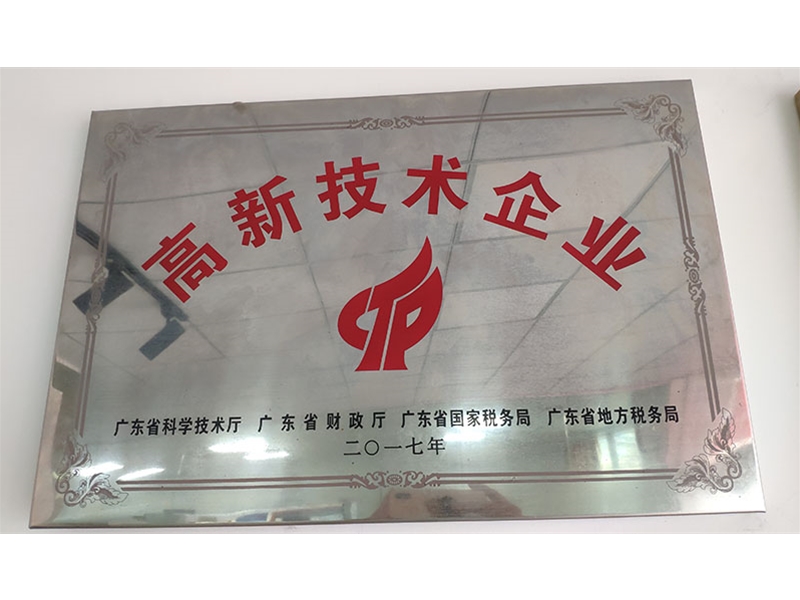 高新技术企业
广东省科学技术厅 广东省财政厅 广东省国家税务局 广东省地方税务局
二〇一七年